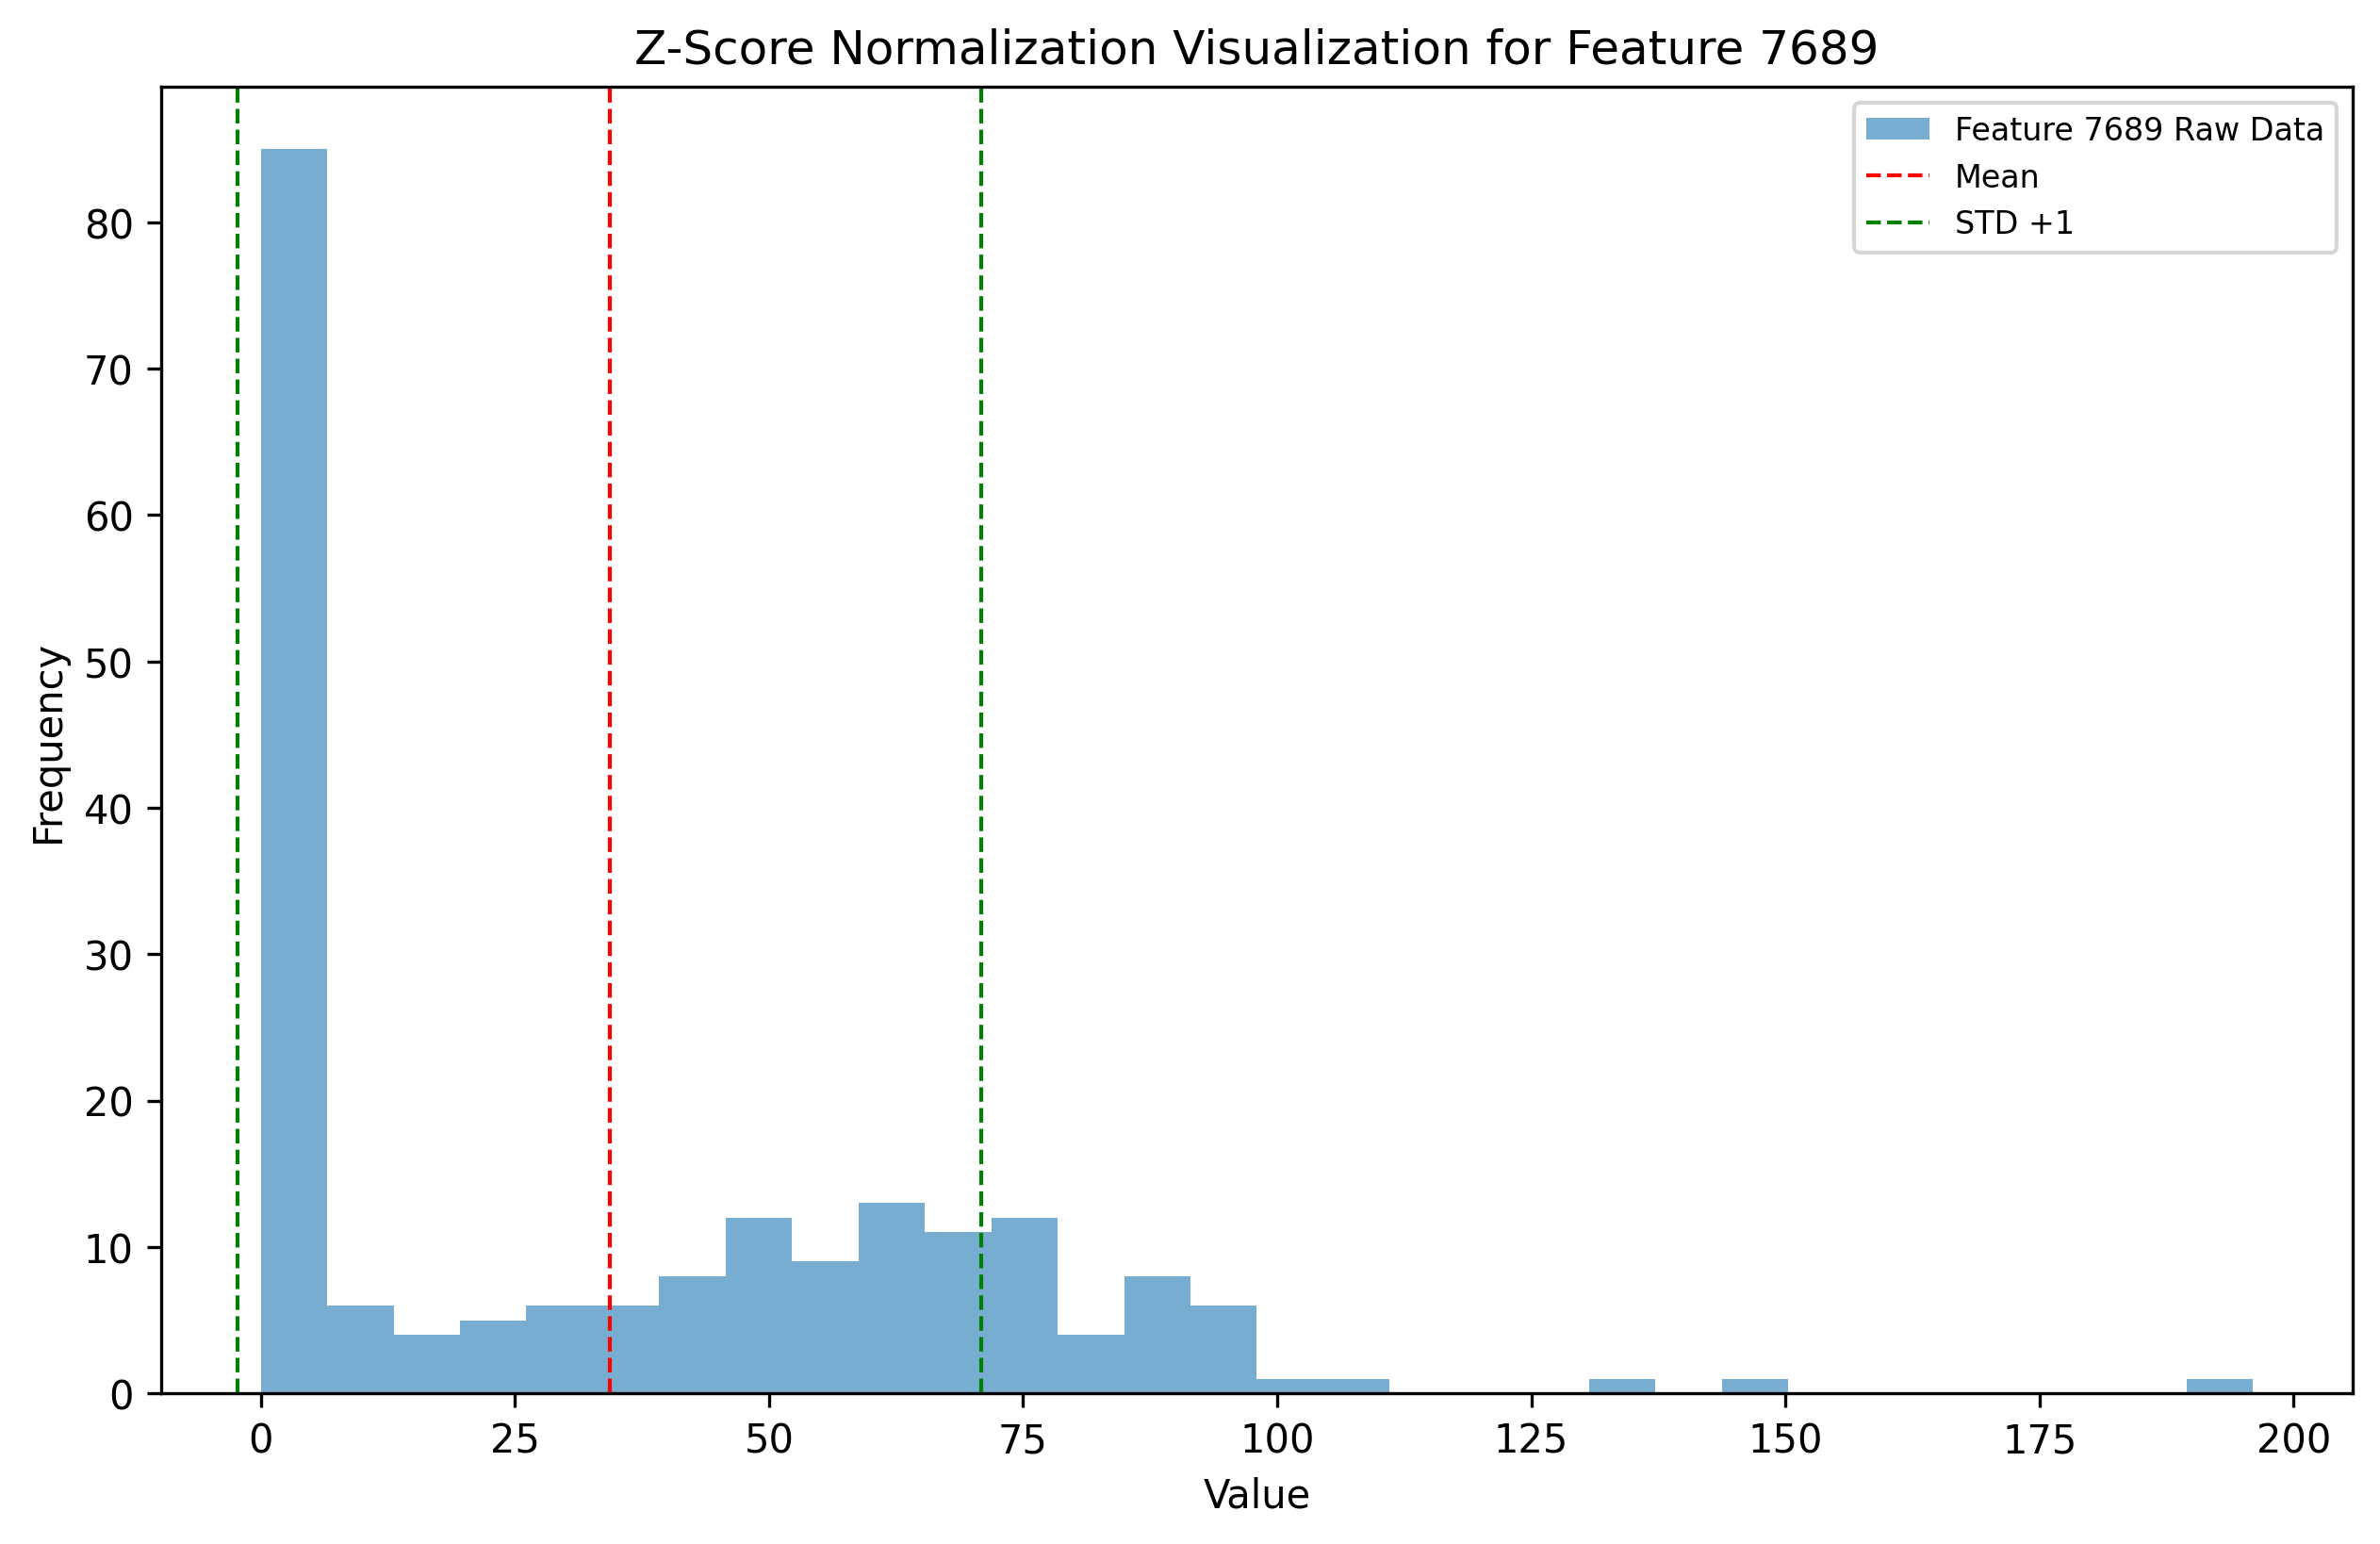 Z-Score Normalization Visualization for Feature 7689
Feature 7689 Raw Data
Mean
STD +1
80
70
60
50
40
30
20
10
0
Frequency
0 25 50 75 100 125 150 175 200
Value